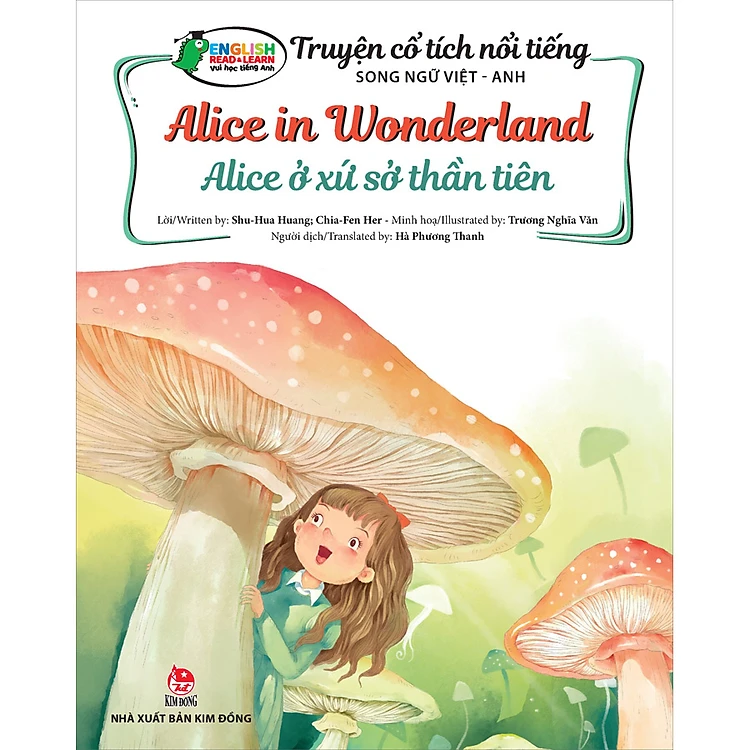 ENGLISH
READ & LEARN
Vui học tiếng Anh
Truyện cổ tích nổi tiếng
SONG NGỮ VIỆT - ANH
Alice in Wonderland
Alice ở xứ sở thần tiên
Lời/Written by: Shu-Hua Huang; Chia-Fen Her - Minh hoạ/Illustrated by: Trương Nghĩa Văn
Người dịch/Translated by: Hà Phương Thanh
KIM ĐỒNG
NHÀ XUẤT BẢN KIM ĐỒNG